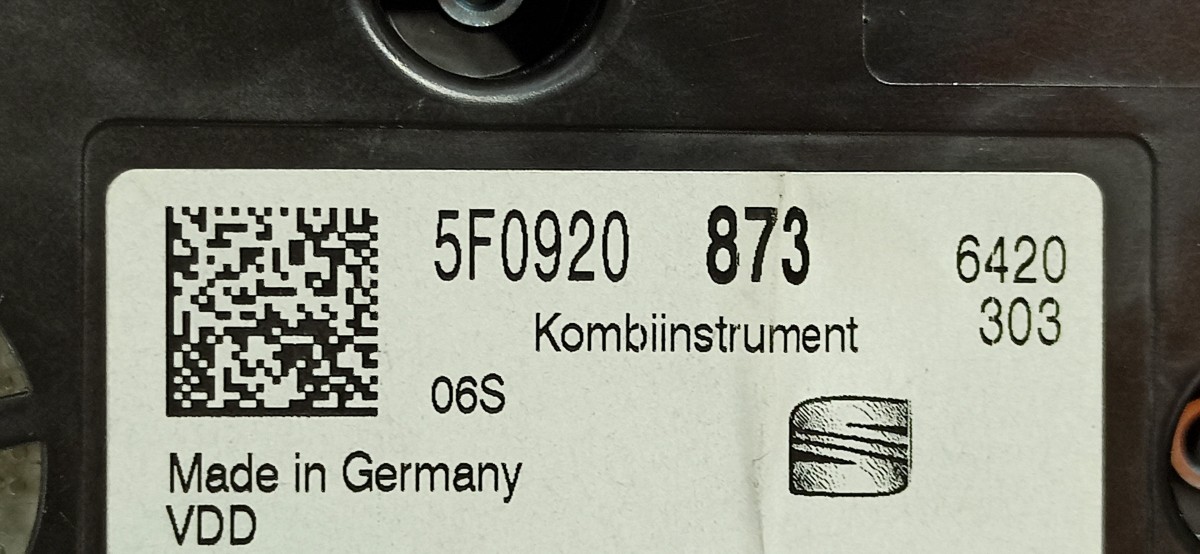 5F0920 873 6420
303
Kombiinstrument
06S
Made in Germany
VDD